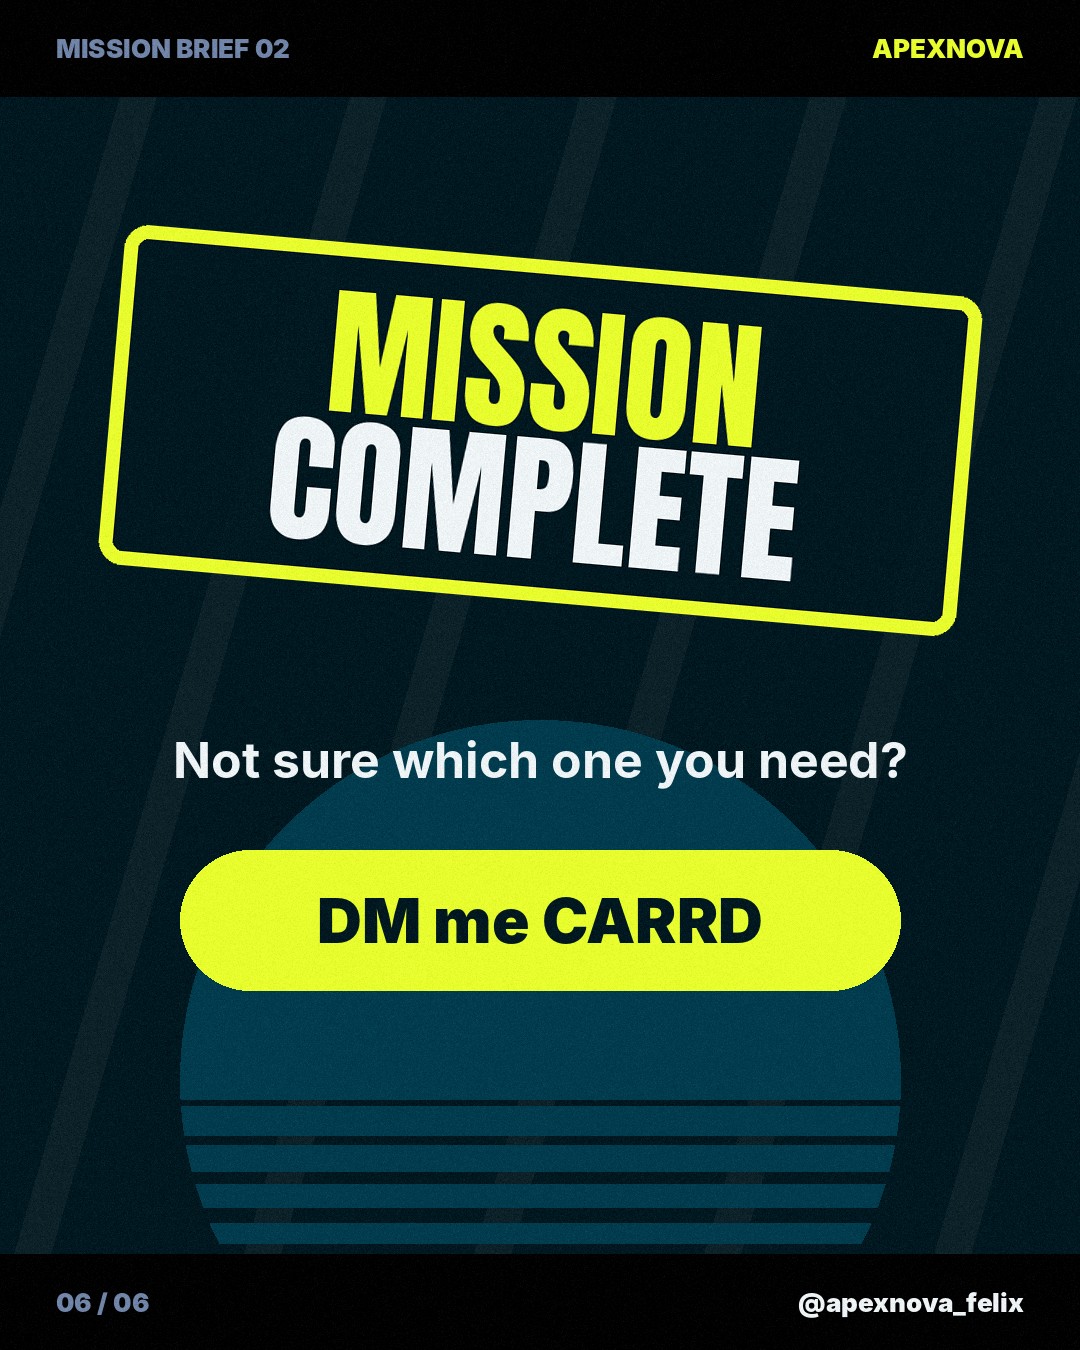 MISSION BRIEF 02
APEXNOVA
MISSION
COMPLETE
Not sure which one you need?
DM me CARRD
06 / 06
@apexnova_felix